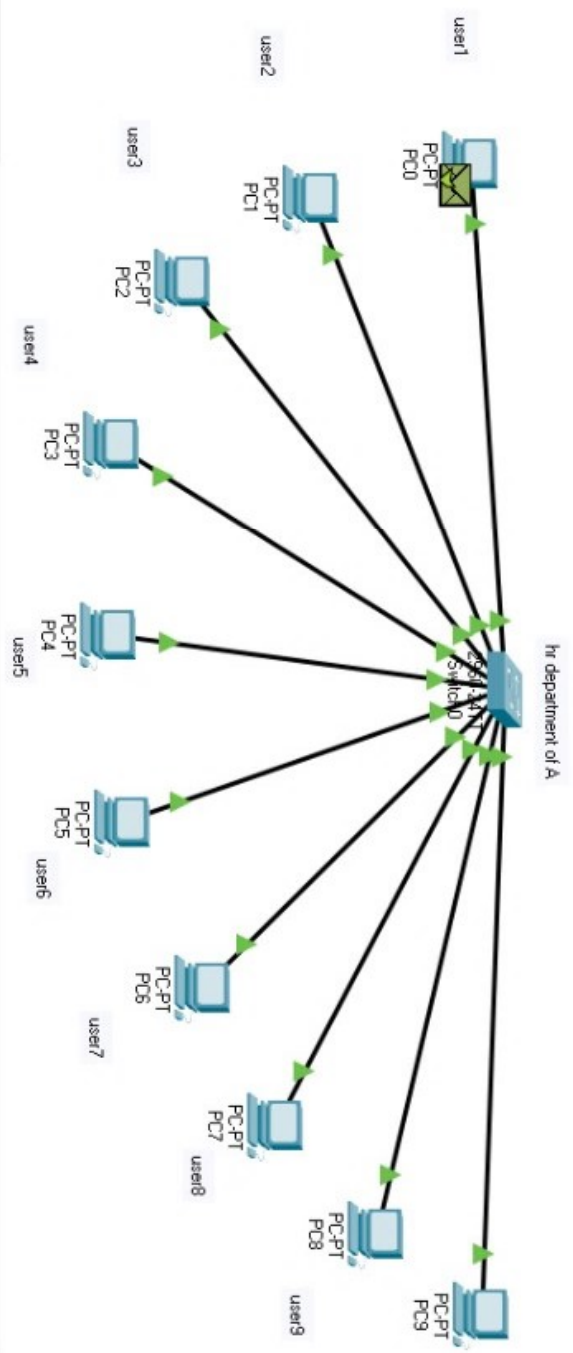 hr department of A
2960-24TT
Switch0
user1
PC-PT
PC0
user2
PC-PT
PC1
user3
PC-PT
PC2
user4
PC-PT
PC3
user5
PC-PT
PC4
user6
PC-PT
PC5
user7
PC-PT
PC6
user8
PC-PT
PC7
user9
PC-PT
PC8
PC-PT
PC9